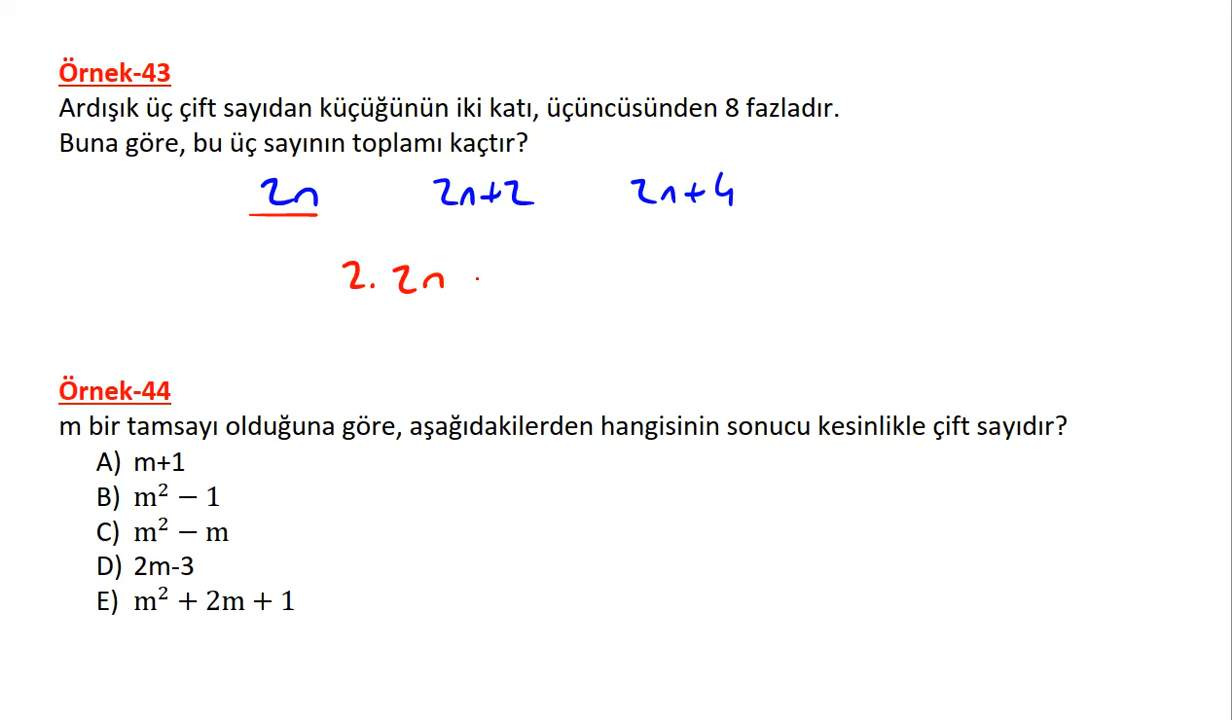 Örnek-43
Ardışık üç çift sayıdan küçüğünün iki katı, üçüncüsünden 8 fazladır.
Buna göre, bu üç sayının toplamı kaçtır?
2n 2n+2 2n+4
2. 2n
Örnek-44
m bir tamsayı olduğuna göre, aşağıdakilerden hangisinin sonucu kesinlikle çift sayıdır?
A) m+1
B) m² − 1
C) m² − m
D) 2m-3
E) m² + 2m + 1